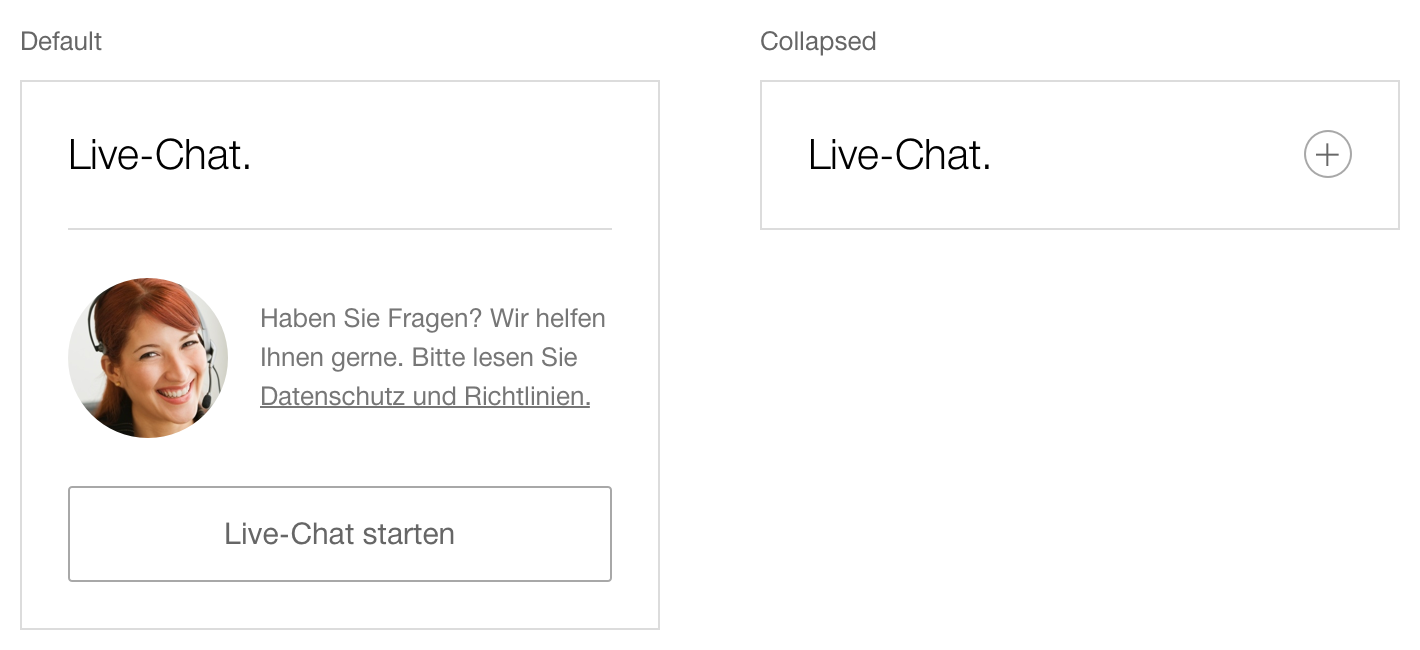 Default
Collapsed
Live-Chat.
Live-Chat.
Haben Sie Fragen? Wir helfen
Ihnen gerne. Bitte lesen Sie
Datenschutz und Richtlinien.
Live-Chat starten